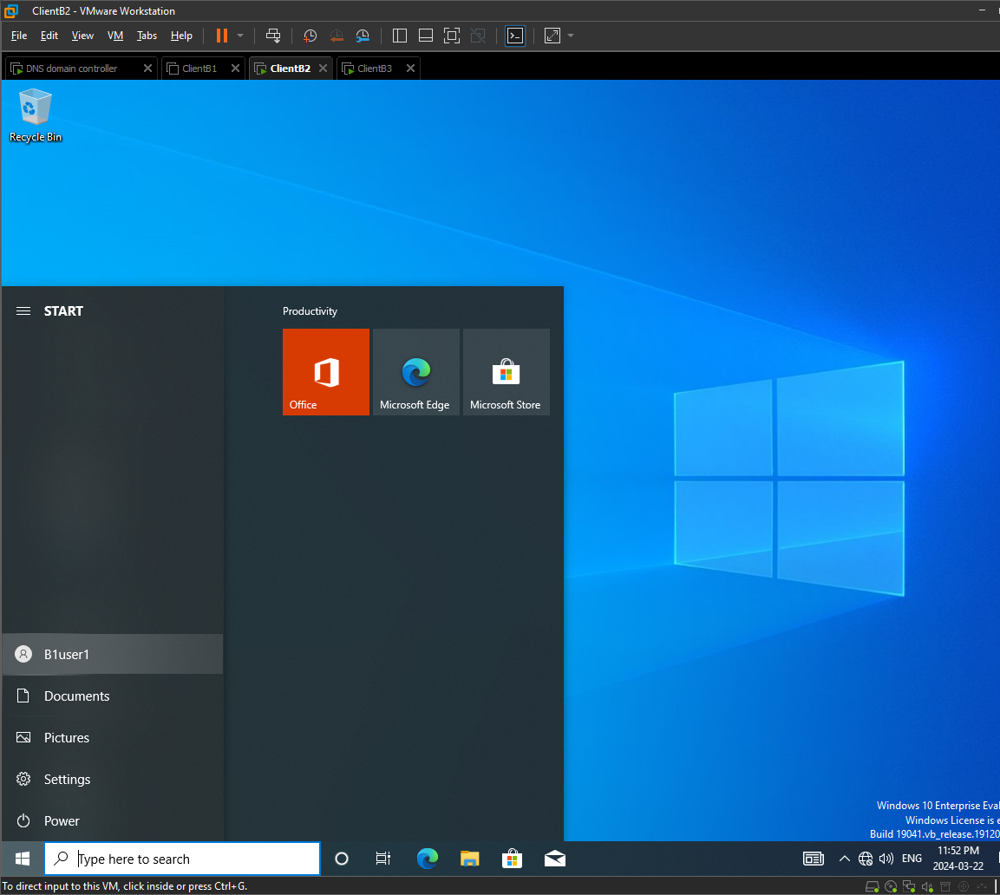 ClientB2 - VMware Workstation
File Edit View VM Tabs Help
DNS domain controller ClientB1 ClientB2 ClientB3
Recycle Bin
START
Productivity
Office Microsoft Edge Microsoft Store
B1user1
Documents
Pictures
Settings
Power
Windows 10 Enterprise Eval
Windows License is e
Build 19041.vb_release.19120
Type here to search
ENG
11:52 PM
2024-03-22
To direct input to this VM, click inside or press Ctrl+G.